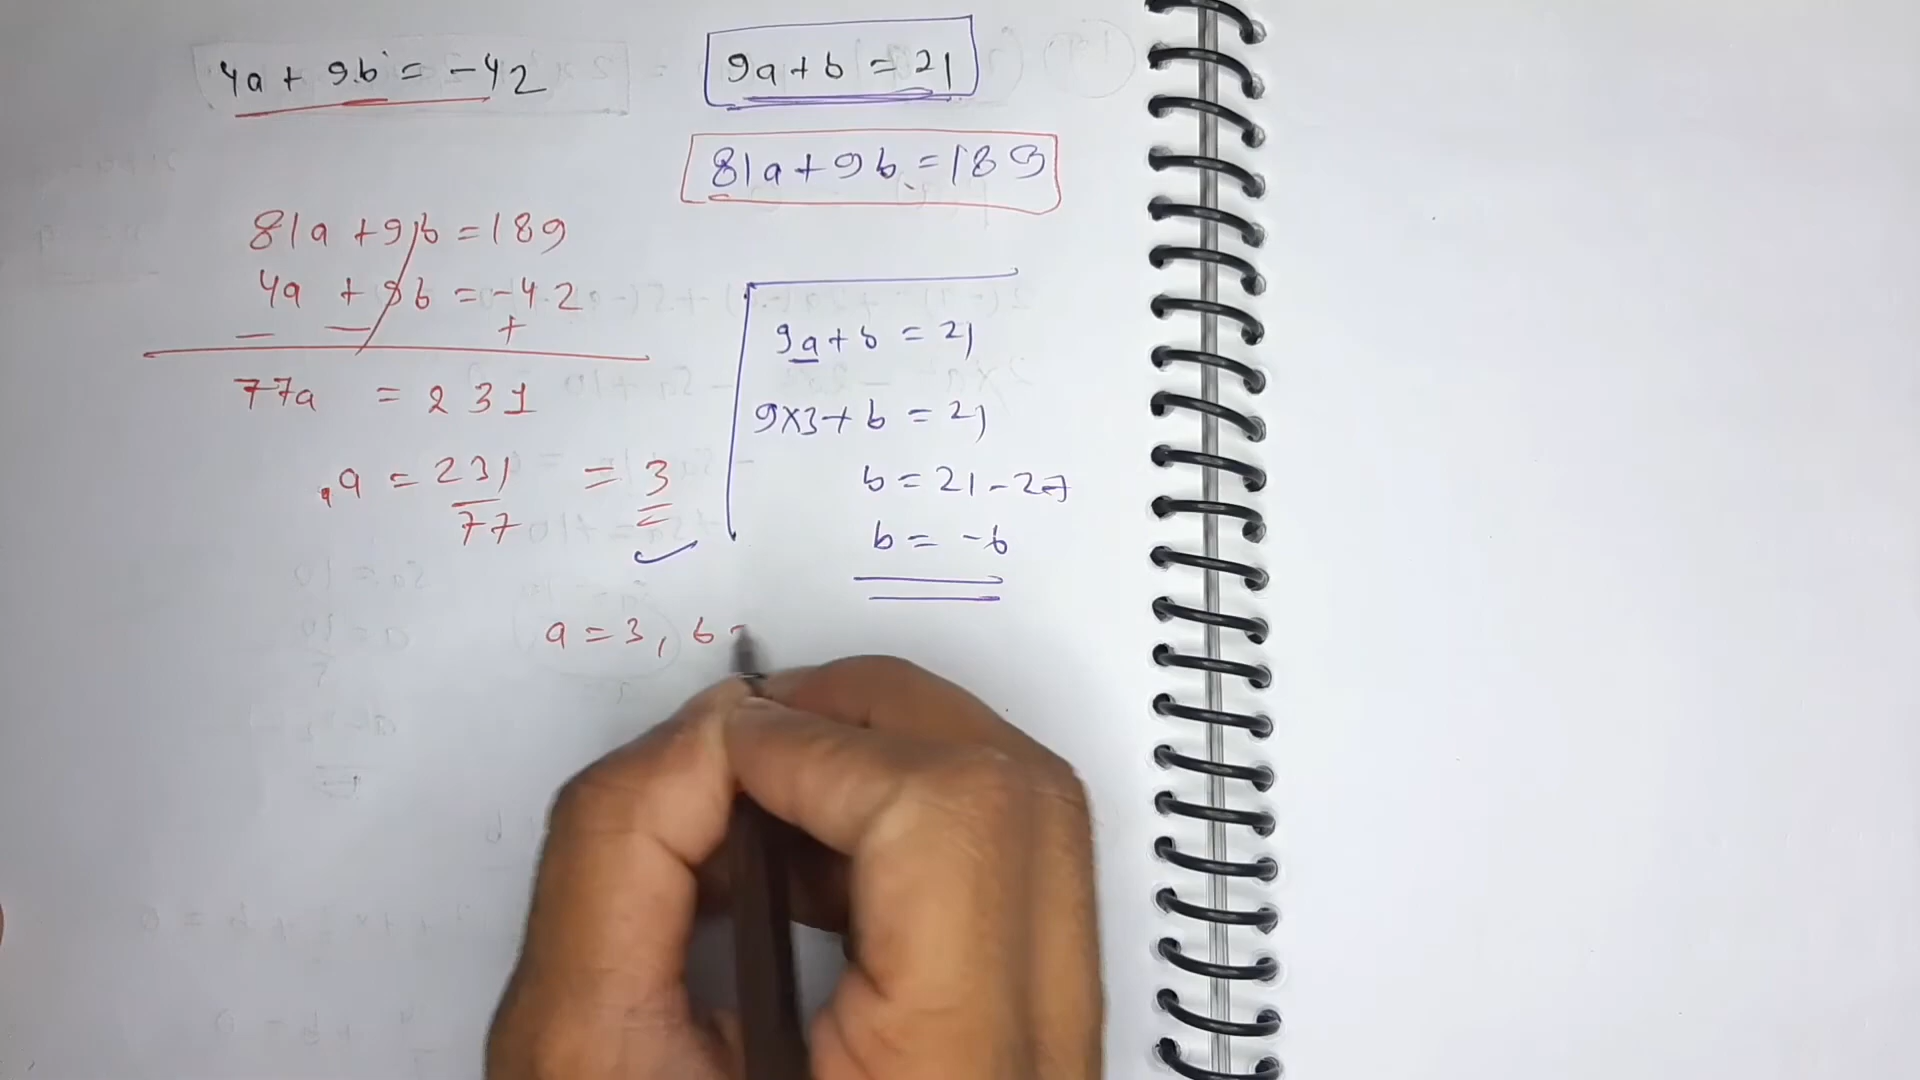 4a + 9b = -42
9a + b = 21
81a + 9b = 189
81a + 9b = 189
4a + 9b = -42
- - +
77a = 231
a = 231/77 = 3
9a + b = 21
9x3 + b = 21
b = 21 - 27
b = -6
a = 3, b =